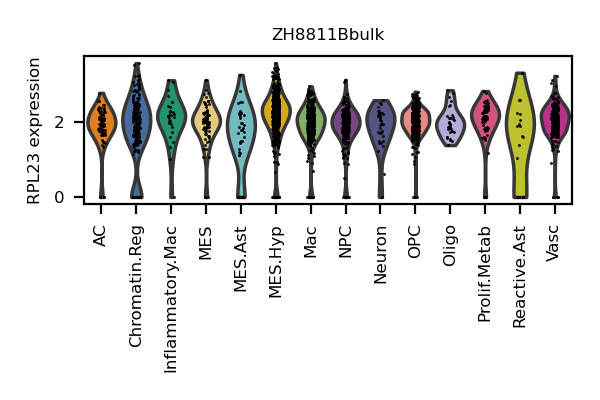 ZH8811Bbulk
RPL23 expression
2
0
AC
Chromatin.Reg
Inflammatory.Mac
MES
MES.Ast
MES.Hyp
Mac
NPC
Neuron
OPC
Oligo
Prolif.Metab
Reactive.Ast
Vasc